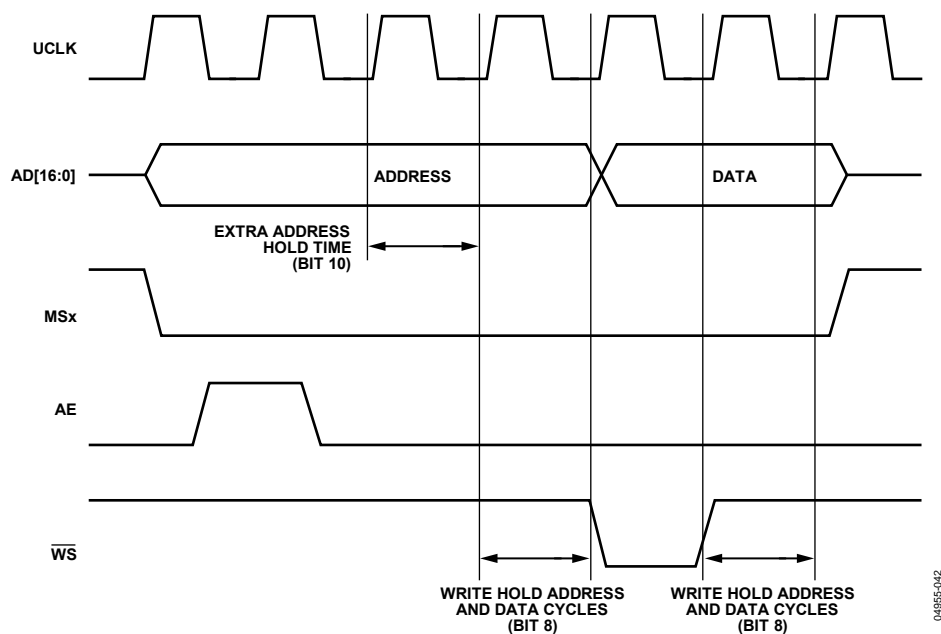 UCLK
AD[16:0]
ADDRESS
DATA
EXTRA ADDRESS
HOLD TIME
(BIT 10)
MSx
AE
WS
WRITE HOLD ADDRESS
AND DATA CYCLES
(BIT 8)
WRITE HOLD ADDRESS
AND DATA CYCLES
(BIT 8)
04955-042